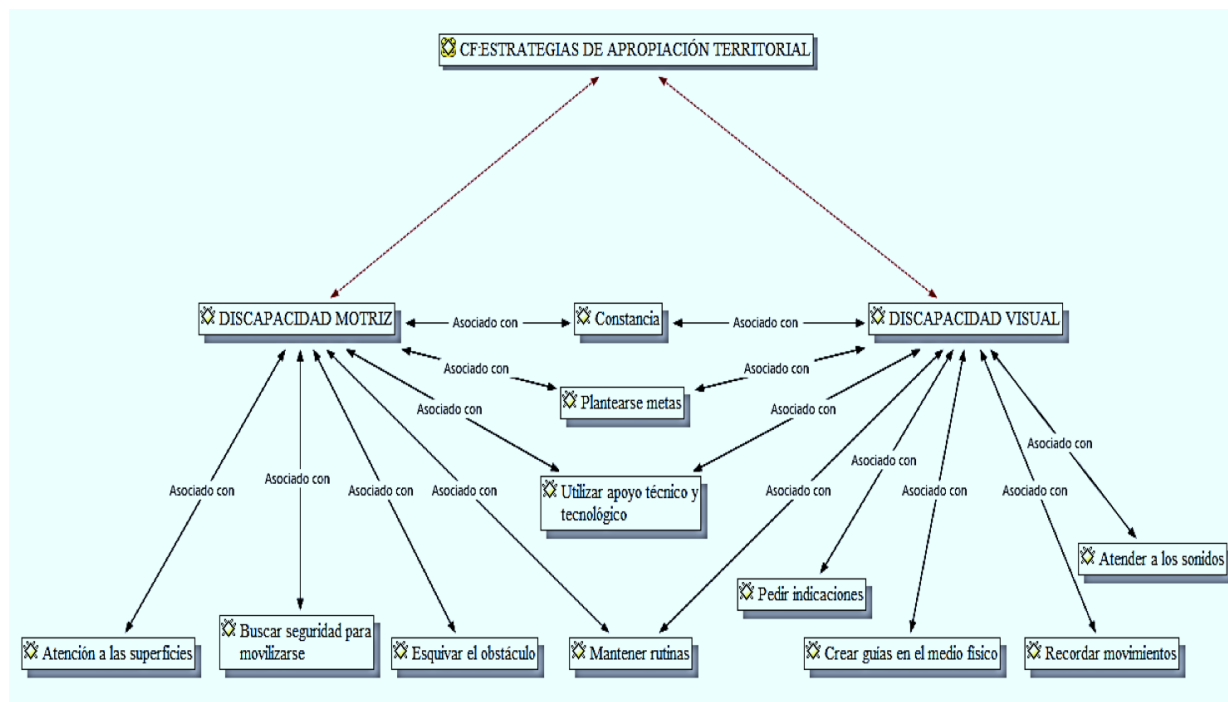 CF:ESTRATEGIAS DE APROPIACIÓN TERRITORIAL
DISCAPACIDAD MOTRIZ
Asociado con
Constancia
Asociado con
DISCAPACIDAD VISUAL
Asociado con
Asociado con
Plantearse metas
Asociado con
Asociado con
Asociado con
Asociado con
Asociado con
Asociado con
Asociado con
Asociado con
Utilizar apoyo técnico y
tecnológico
Asociado con
Asociado con
Asociado con
Atender a los sonidos
Pedir indicaciones
Atención a las superficies
Buscar seguridad para
movilizarse
Esquivar el obstáculo
Mantener rutinas
Crear guias en el medio físico
Recordar movimientos